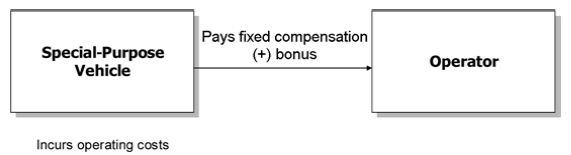 Special-Purpose
Vehicle
Pays fixed compensation
(+) bonus
Operator
Incurs operating costs